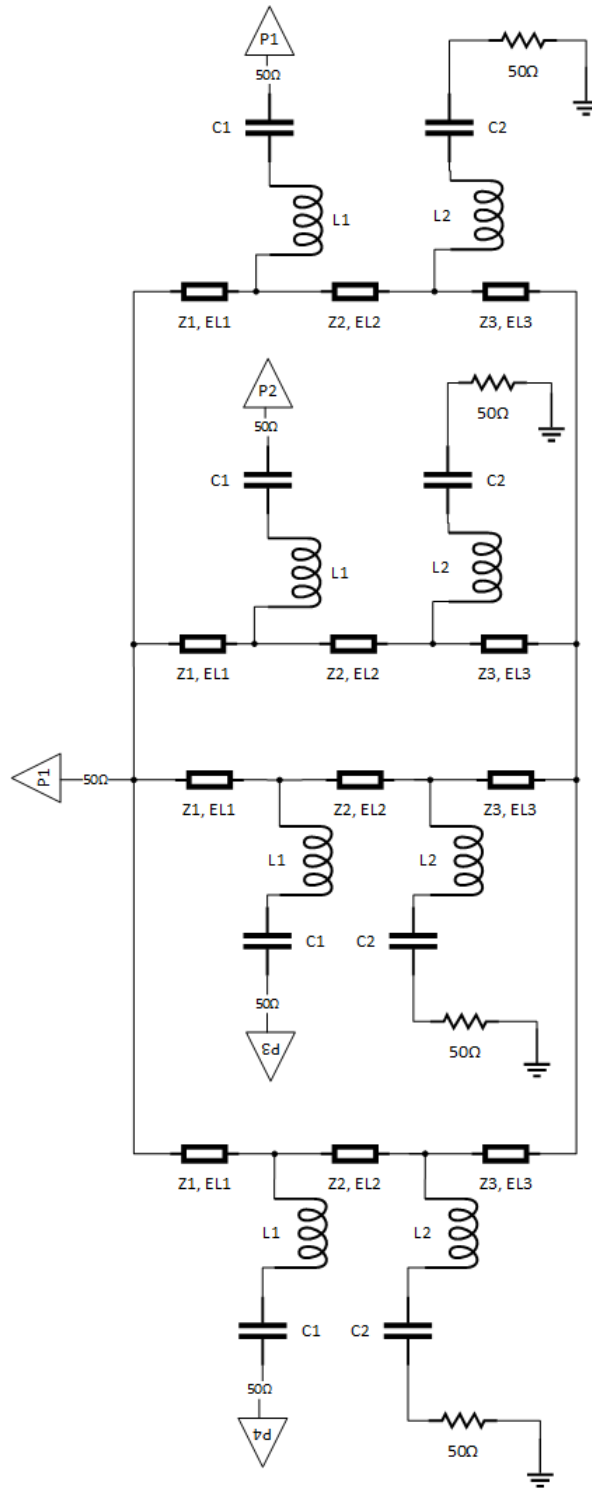 P1
50Ω
50Ω
C1
C2
L1
L2
Z1, EL1
Z2, EL2
Z3, EL3
P2
50Ω
50Ω
C1
C2
L1
L2
Z1, EL1
Z2, EL2
Z3, EL3
P1
50Ω
Z1, EL1
Z2, EL2
Z3, EL3
L1
L2
C1
C2
50Ω
50Ω
P3
Z1, EL1
Z2, EL2
Z3, EL3
L1
L2
C1
C2
50Ω
P4
50Ω